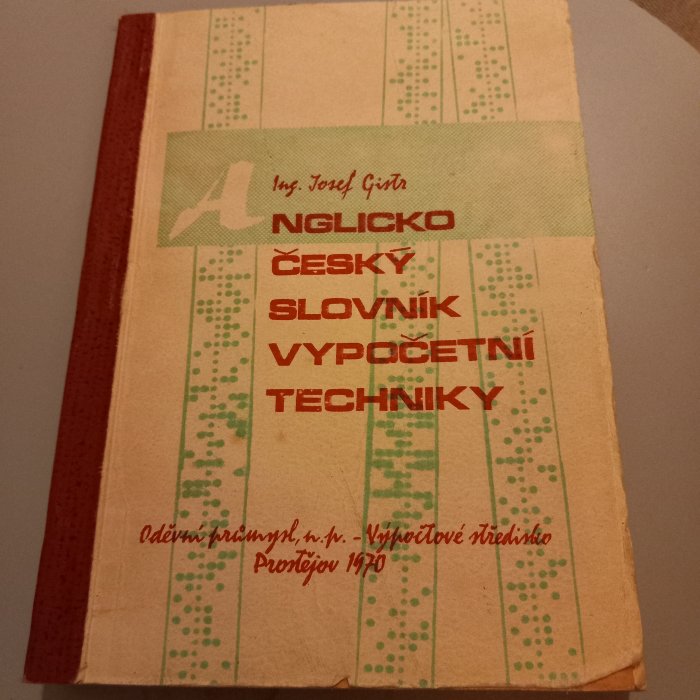 Ing. Josef Gistr
ANGLICKO
ČESKÝ
SLOVNÍK
VYPOČETNÍ
TECHNIKY
Oděvní průmysl, n.p. - Výpočtové středisko
Prostějov 1970